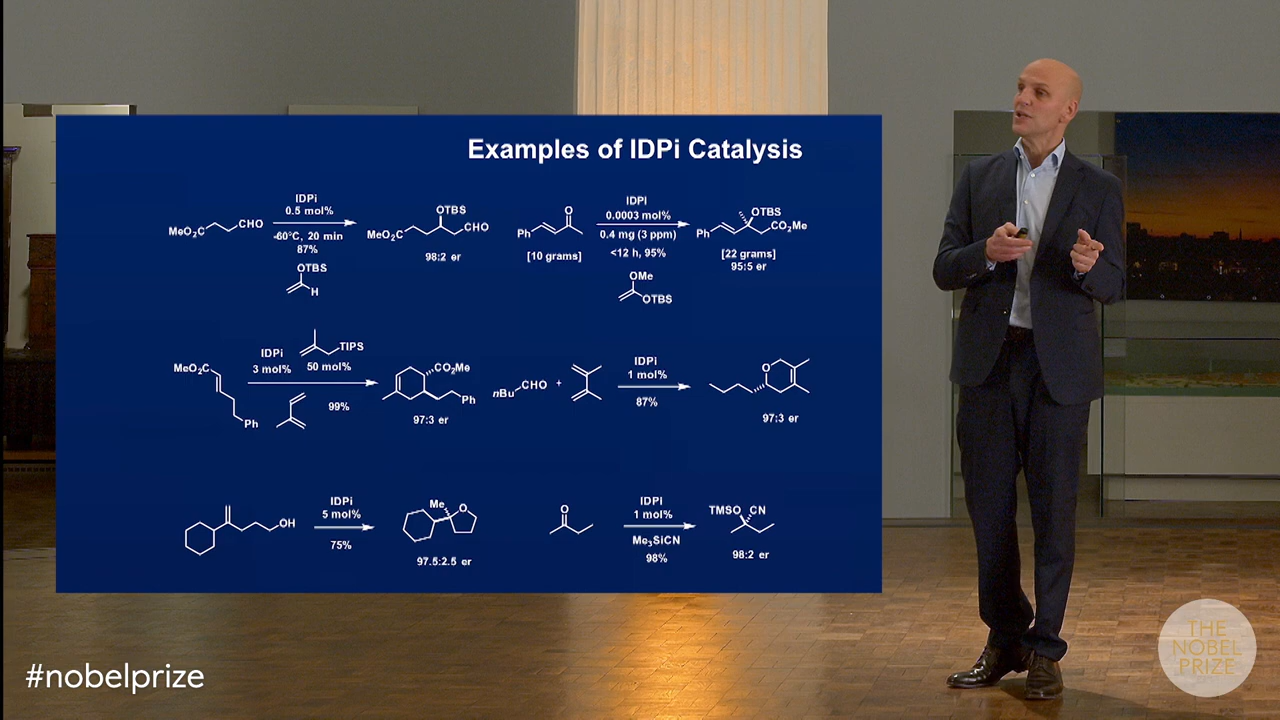 Examples of IDPi Catalysis
IDPi
0.5 mol%
MeO₂C
CHO
-60°C, 20 min
87%
OTBS
H
OTBS
MeO₂C
CHO
98:2 er
Ph
O
[10 grams]
IDPi
0.0003 mol%
0.4 mg (3 ppm)
<12 h, 95%
OMe
OTBS
OTBS
Ph
CO₂Me
[22 grams]
95:5 er
MeO₂C
Ph
IDPi
3 mol%
TIPS
50 mol%
99%
CO₂Me
Ph
97:3 er
nBu
CHO
+
IDPi
1 mol%
87%
O
97:3 er
OH
IDPi
5 mol%
75%
Me
O
97.5:2.5 er
O
IDPi
1 mol%
Me₃SiCN
98%
TMSO
CN
98:2 er
#nobelprize
THE
NOBEL
PRIZE